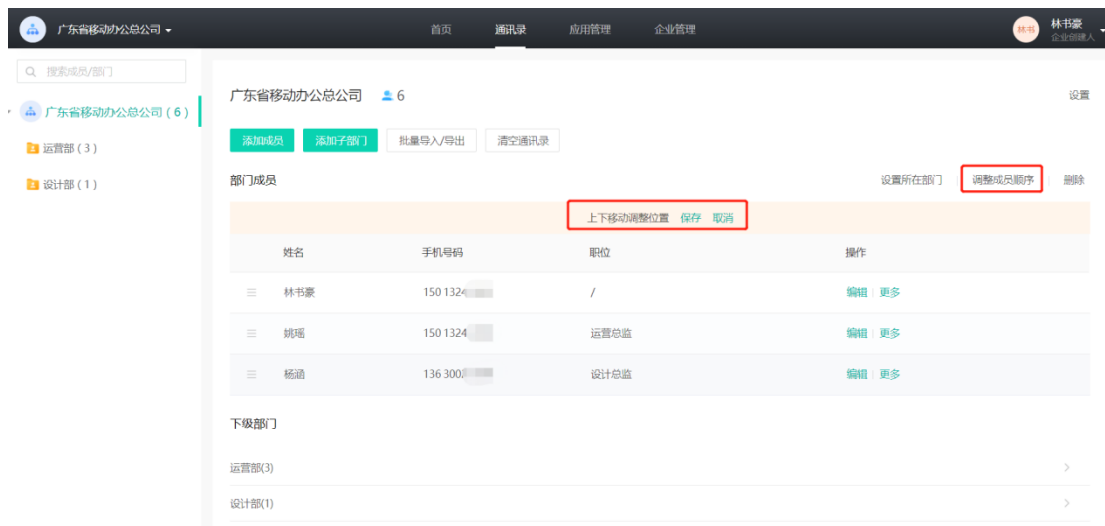 广东省移动办公总公司 首页 通讯录 应用管理 企业管理 林书 林书豪
企业创建人
搜索成员/部门
广东省移动办公总公司 6 设置
广东省移动办公总公司 ( 6 )
添加成员 添加子部门 批量导入/导出 清空通讯录
运营部 ( 3 )
部门成员 设置所在部门 调整成员顺序 删除
设计部 ( 1 )
上下移动调整位置 保存 取消
姓名 手机号码 职位 操作
林书豪 150 1324 / 编辑 更多
姚瑶 150 1324 运营总监 编辑 更多
杨涵 136 300 设计总监 编辑 更多
下级部门
运营部(3)
设计部(1)